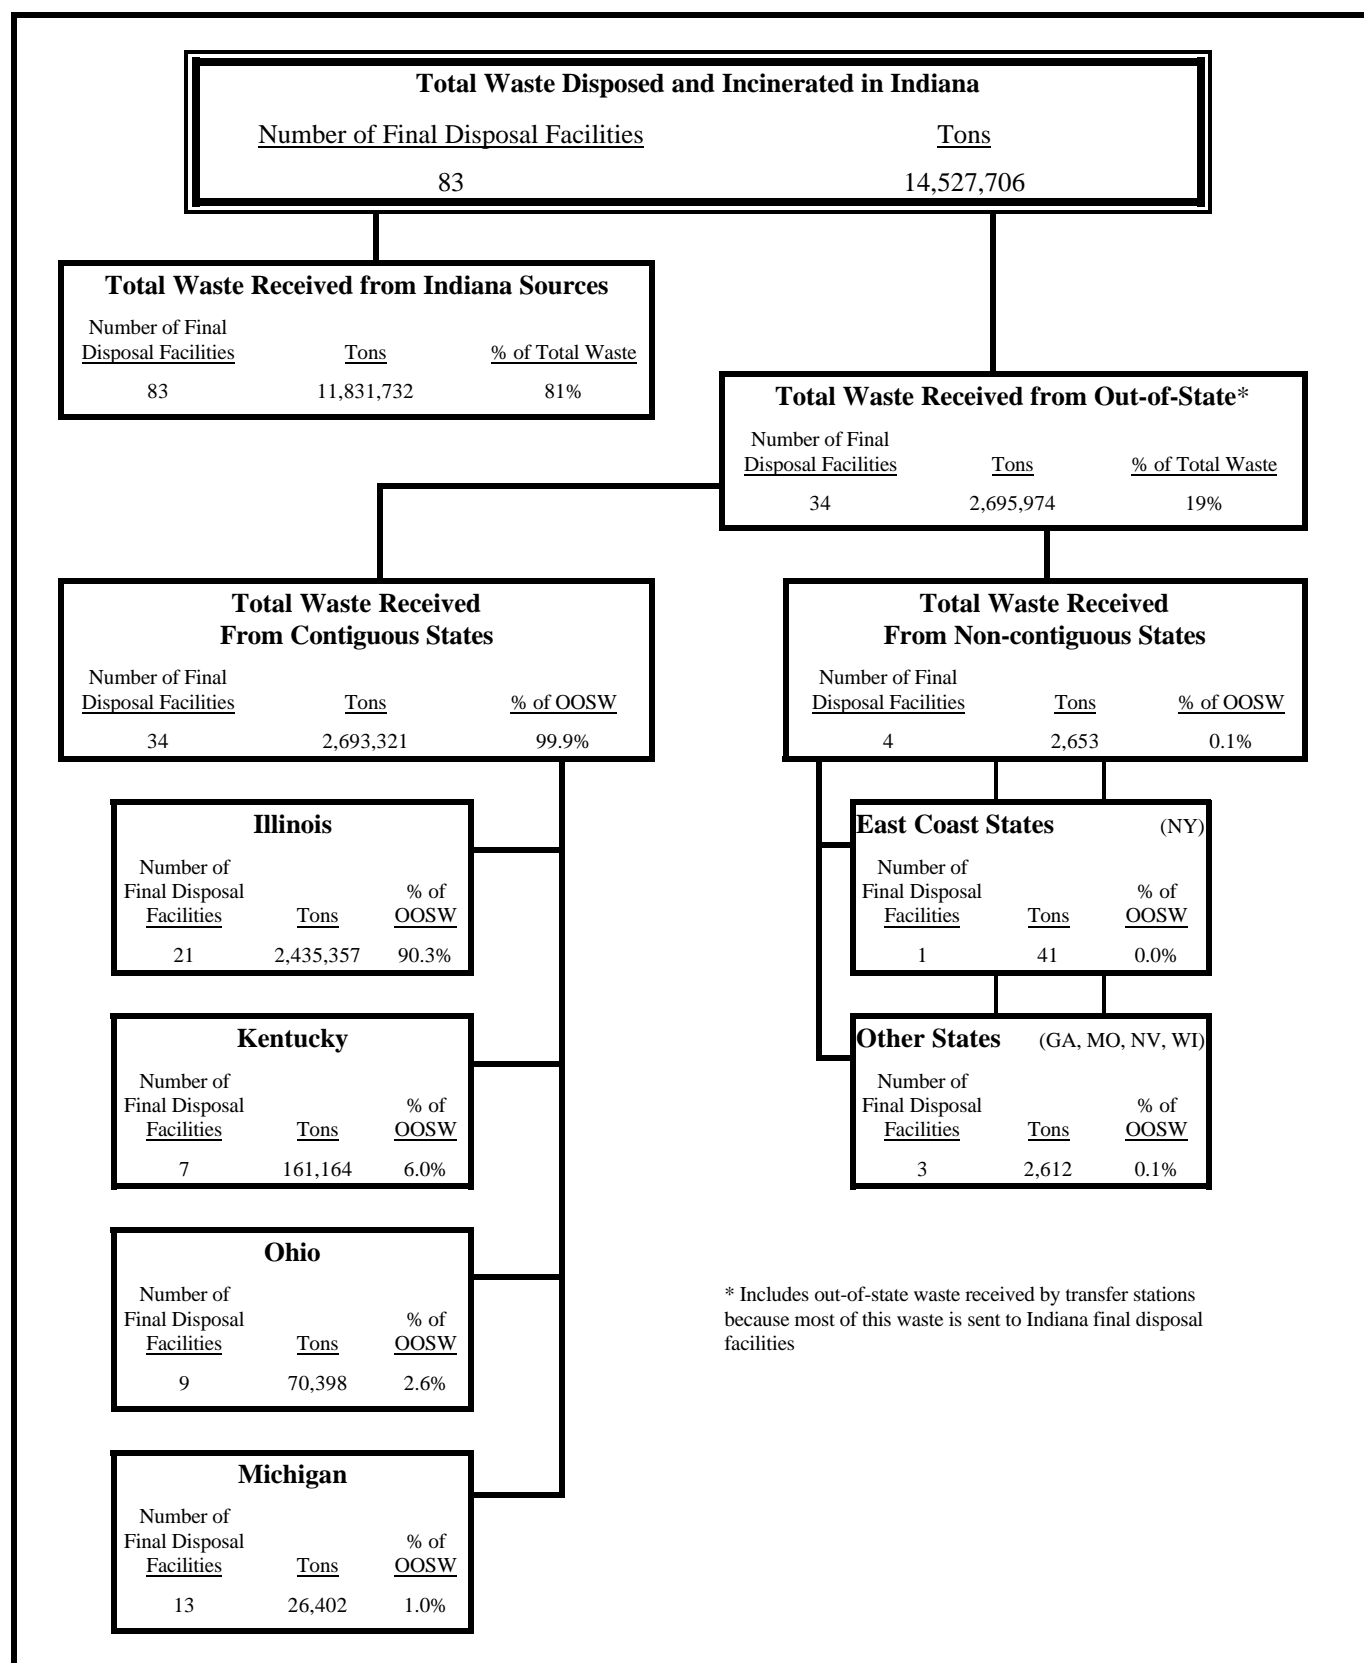 Total Waste Disposed and Incinerated in Indiana
Number of Final Disposal Facilities Tons
83 14,527,706
Total Waste Received from Indiana Sources
Number of Final
Disposal Facilities Tons % of Total Waste
83 11,831,732 81%
Total Waste Received from Out-of-State*
Number of Final
Disposal Facilities Tons % of Total Waste
34 2,695,974 19%
Total Waste Received
From Contiguous States
Number of Final
Disposal Facilities Tons % of OOSW
34 2,693,321 99.9%
Total Waste Received
From Non-contiguous States
Number of Final
Disposal Facilities Tons % of OOSW
4 2,653 0.1%
Illinois
Number of
Final Disposal % of
Facilities Tons OOSW
21 2,435,357 90.3%
East Coast States (NY)
Number of
Final Disposal % of
Facilities Tons OOSW
1 41 0.0%
Kentucky
Number of
Final Disposal % of
Facilities Tons OOSW
7 161,164 6.0%
Other States (GA, MO, NV, WI)
Number of
Final Disposal % of
Facilities Tons OOSW
3 2,612 0.1%
Ohio
Number of
Final Disposal % of
Facilities Tons OOSW
9 70,398 2.6%
* Includes out-of-state waste received by transfer stations
because most of this waste is sent to Indiana final disposal
facilities
Michigan
Number of
Final Disposal % of
Facilities Tons OOSW
13 26,402 1.0%